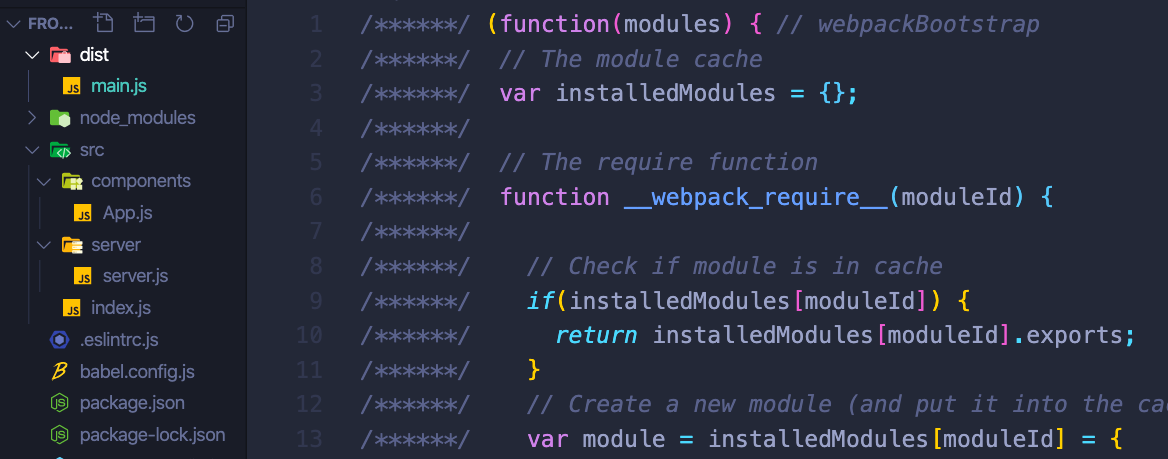 FRO...
dist
main.js
node_modules
src
components
App.js
server
server.js
index.js
.eslintrc.js
babel.config.js
package.json
package-lock.json
1 /******/ (function(modules) { // webpackBootstrap
2 /******/ // The module cache
3 /******/ var installedModules = {};
4 /******/
5 /******/ // The require function
6 /******/ function __webpack_require__(moduleId) {
7 /******/
8 /******/ // Check if module is in cache
9 /******/ if(installedModules[moduleId]) {
10 /******/ return installedModules[moduleId].exports;
11 /******/ }
12 /******/ // Create a new module (and put it into the cac
13 /******/ var module = installedModules[moduleId] = {